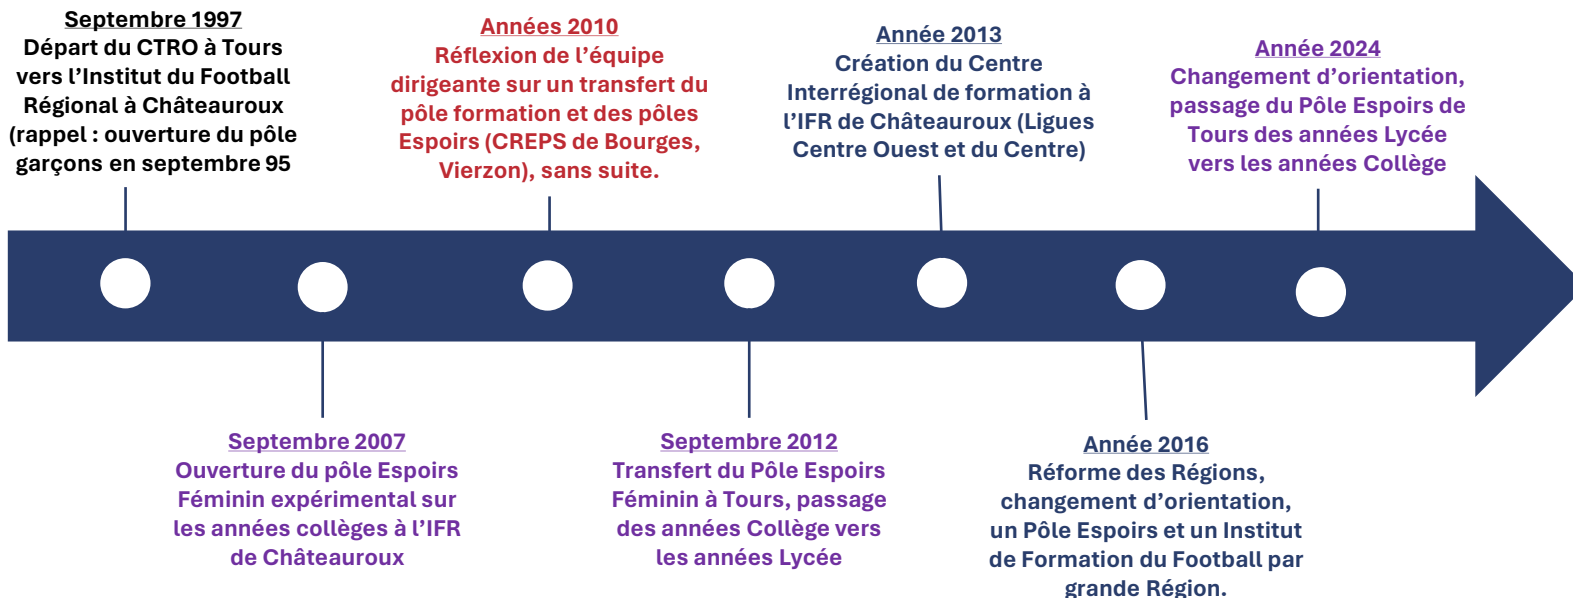 Septembre 1997
Départ du CTRO à Tours
vers l’Institut du Football
Régional à Châteauroux
(rappel : ouverture du pôle
garçons en septembre 95
Années 2010
Réflexion de l’équipe
dirigeante sur un transfert du
pôle formation et des pôles
Espoirs (CREPS de Bourges,
Vierzon), sans suite.
Année 2013
Création du Centre
Interrégional de formation à
l’IFR de Châteauroux (Ligues
Centre Ouest et du Centre)
Année 2024
Changement d’orientation,
passage du Pôle Espoirs de
Tours des années Lycée
vers les années Collège
Septembre 2007
Ouverture du pôle Espoirs
Féminin expérimental sur
les années collèges à l’IFR
de Châteauroux
Septembre 2012
Transfert du Pôle Espoirs
Féminin à Tours, passage
des années Collège vers
les années Lycée
Année 2016
Réforme des Régions,
changement d’orientation,
un Pôle Espoirs et un Institut
de Formation du Football par
grande Région.